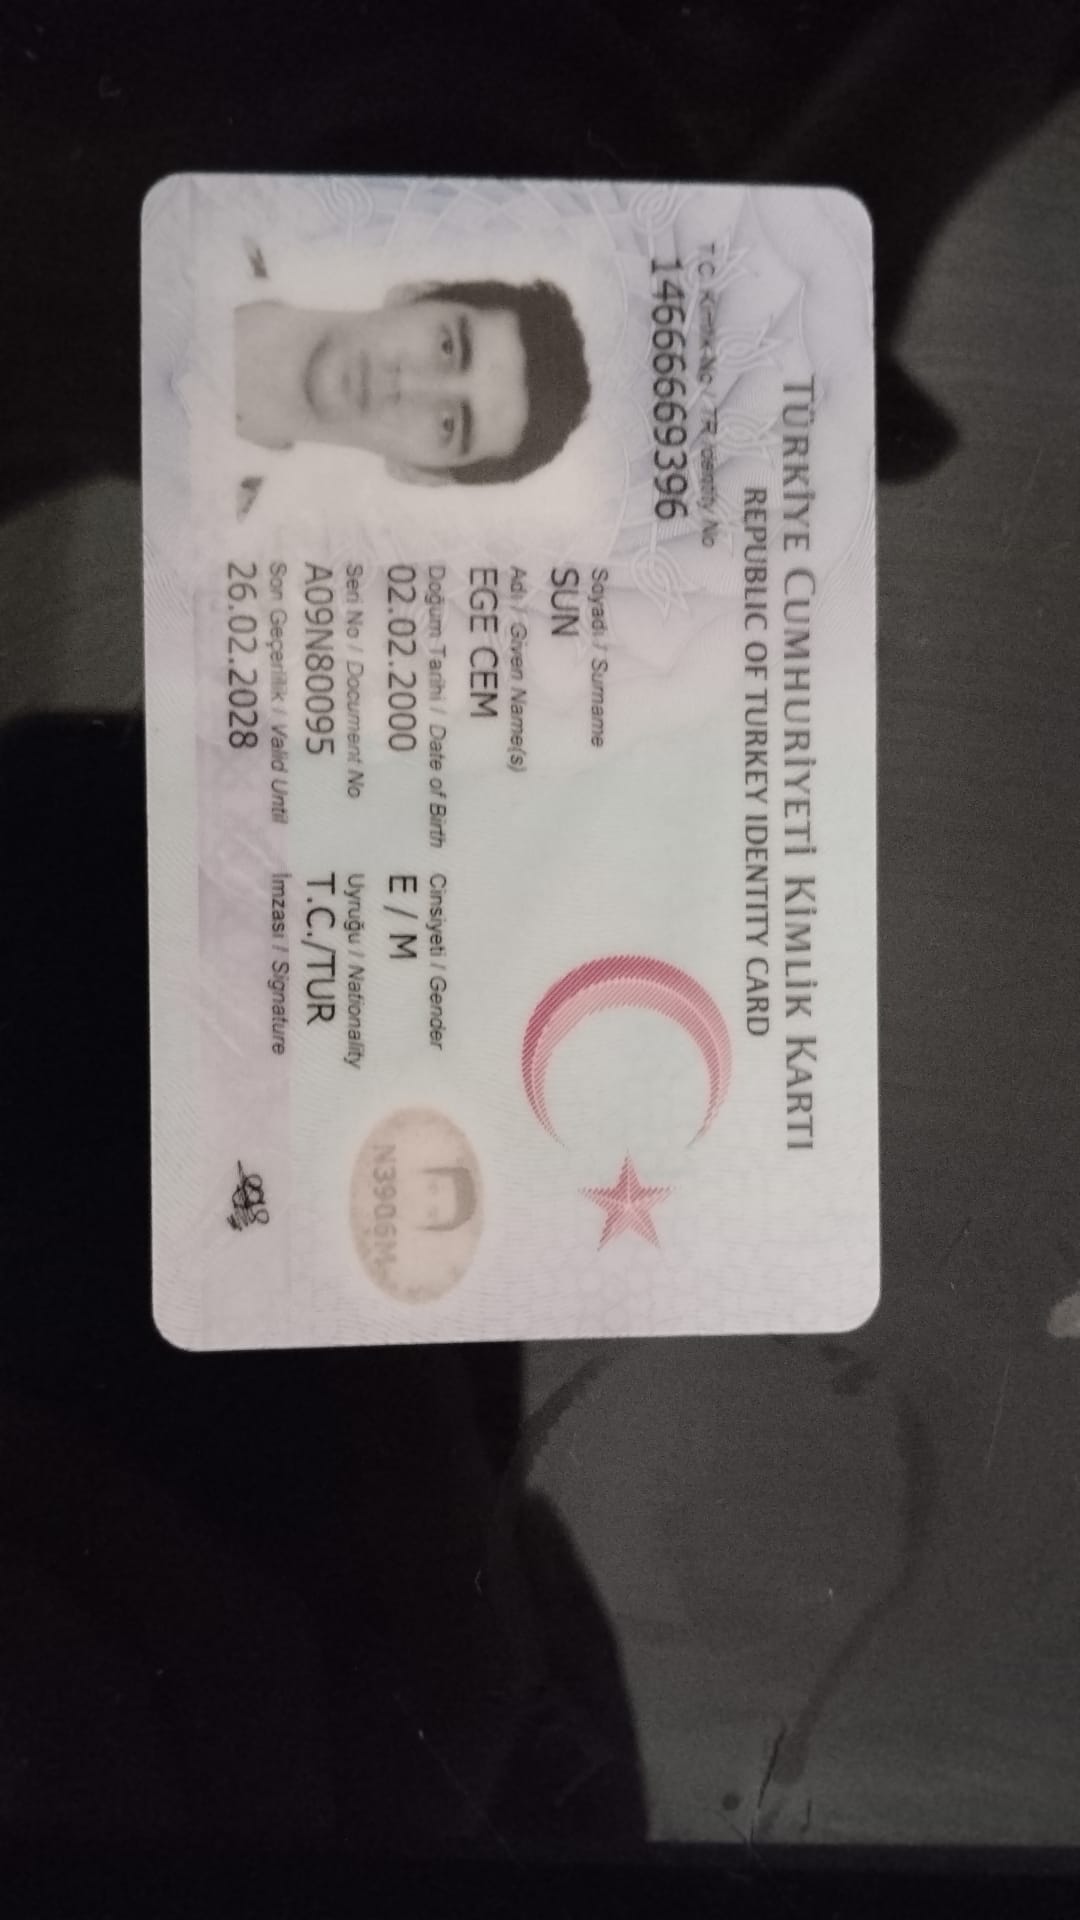 TÜRKİYE CUMHURİYETİ KİMLİK KARTI
REPUBLIC OF TURKEY IDENTITY CARD
T.C. Kimlik No / TR Identity No
14666669396
Soyadı / Surname
SUN
Adı / Given Name(s)
EGE CEM
Doğum Tarihi / Date of Birth Cinsiyeti / Gender
02.02.2000 E / M
Seri No / Document No Uyruğu / Nationality
A09N80095 T.C./TUR
Son Geçerlilik / Valid Until İmzası / Signature
26.02.2028
N3906M